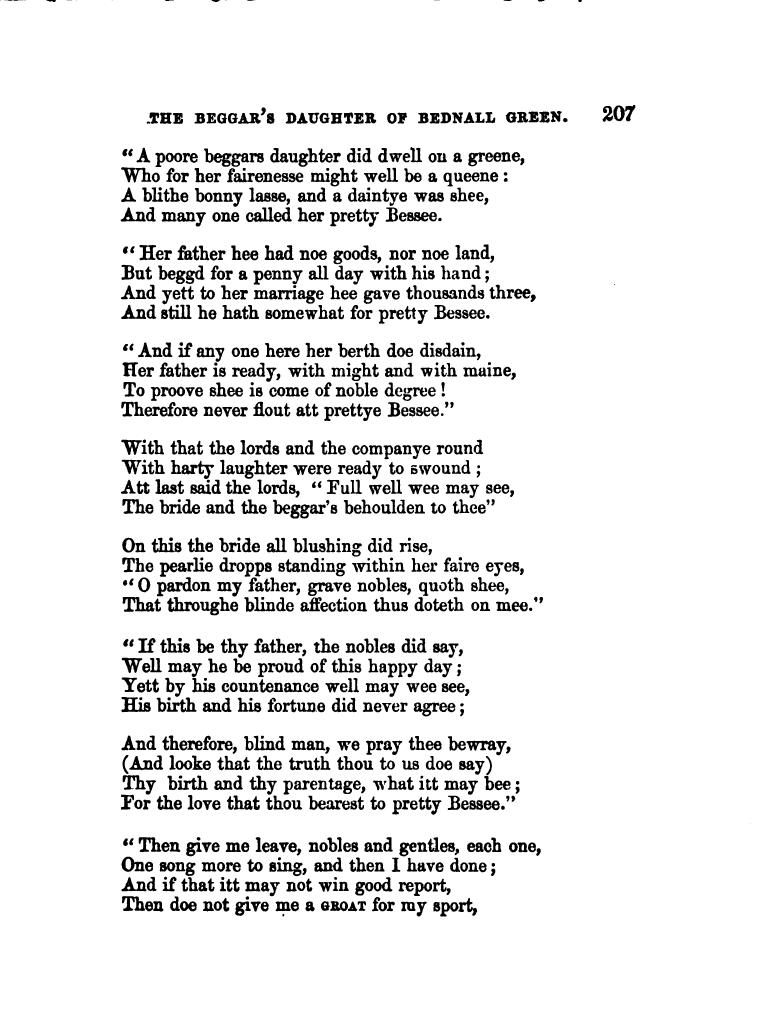 THE BEGGAR'S DAUGHTER OF BEDNALL GREEN. 207
“A poore beggars daughter did dwell on a greene,
Who for her fairenesse might well be a queene :
A blithe bonny lasse, and a daintye was shee,
And many one called her pretty Bessee.
“Her father hee had noe goods, nor noe land,
But beggd for a penny all day with his hand ;
And yett to her marriage hee gave thousands three,
And still he hath somewhat for pretty Bessee.
“And if any one here her berth doe disdain,
Her father is ready, with might and with maine,
To proove shee is come of noble degree !
Therefore never flout att prettye Bessee.”
With that the lords and the companye round
With harty laughter were ready to swound ;
Att last said the lords, “Full well wee may see,
The bride and the beggar's behoulden to thee”
On this the bride all blushing did rise,
The pearlie dropps standing within her faire eyes,
“O pardon my father, grave nobles, quoth shee,
That throughe blinde affection thus doteth on mee.”
“If this be thy father, the nobles did say,
Well may he be proud of this happy day ;
Yett by his countenance well may wee see,
His birth and his fortune did never agree ;
And therefore, blind man, we pray thee bewray,
(And looke that the truth thou to us doe say)
Thy birth and thy parentage, what itt may bee ;
For the love that thou bearest to pretty Bessee.”
“Then give me leave, nobles and gentles, each one,
One song more to sing, and then I have done ;
And if that itt may not win good report,
Then doe not give me a GROAT for my sport,